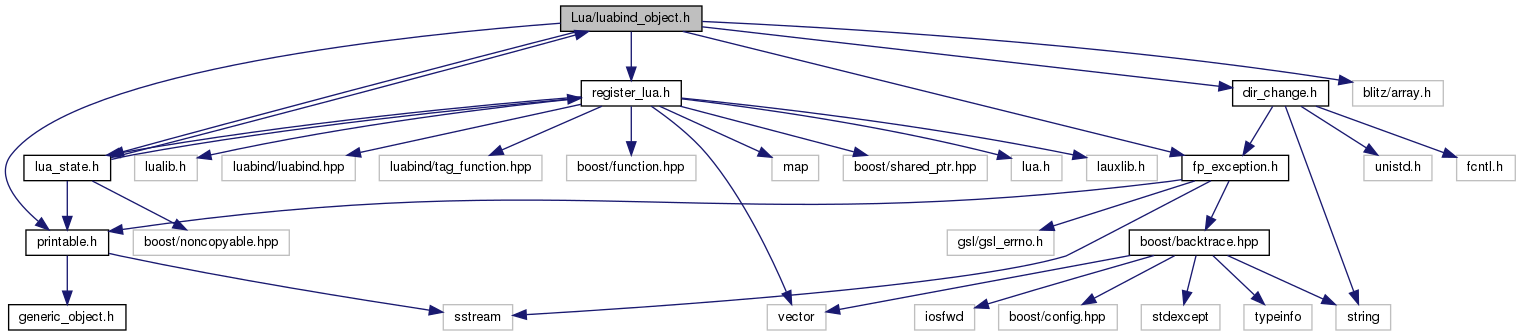 Lua/luabind_object.h
register_lua.h
dir_change.h
blitz/array.h
lua_state.h
lualib.h
luabind/luabind.hpp
luabind/tag_function.hpp
boost/function.hpp
map
boost/shared_ptr.hpp
lua.h
lauxlib.h
fp_exception.h
unistd.h
fcntl.h
printable.h
boost/noncopyable.hpp
gsl/gsl_errno.h
boost/backtrace.hpp
generic_object.h
sstream
vector
iosfwd
boost/config.hpp
stdexcept
typeinfo
string